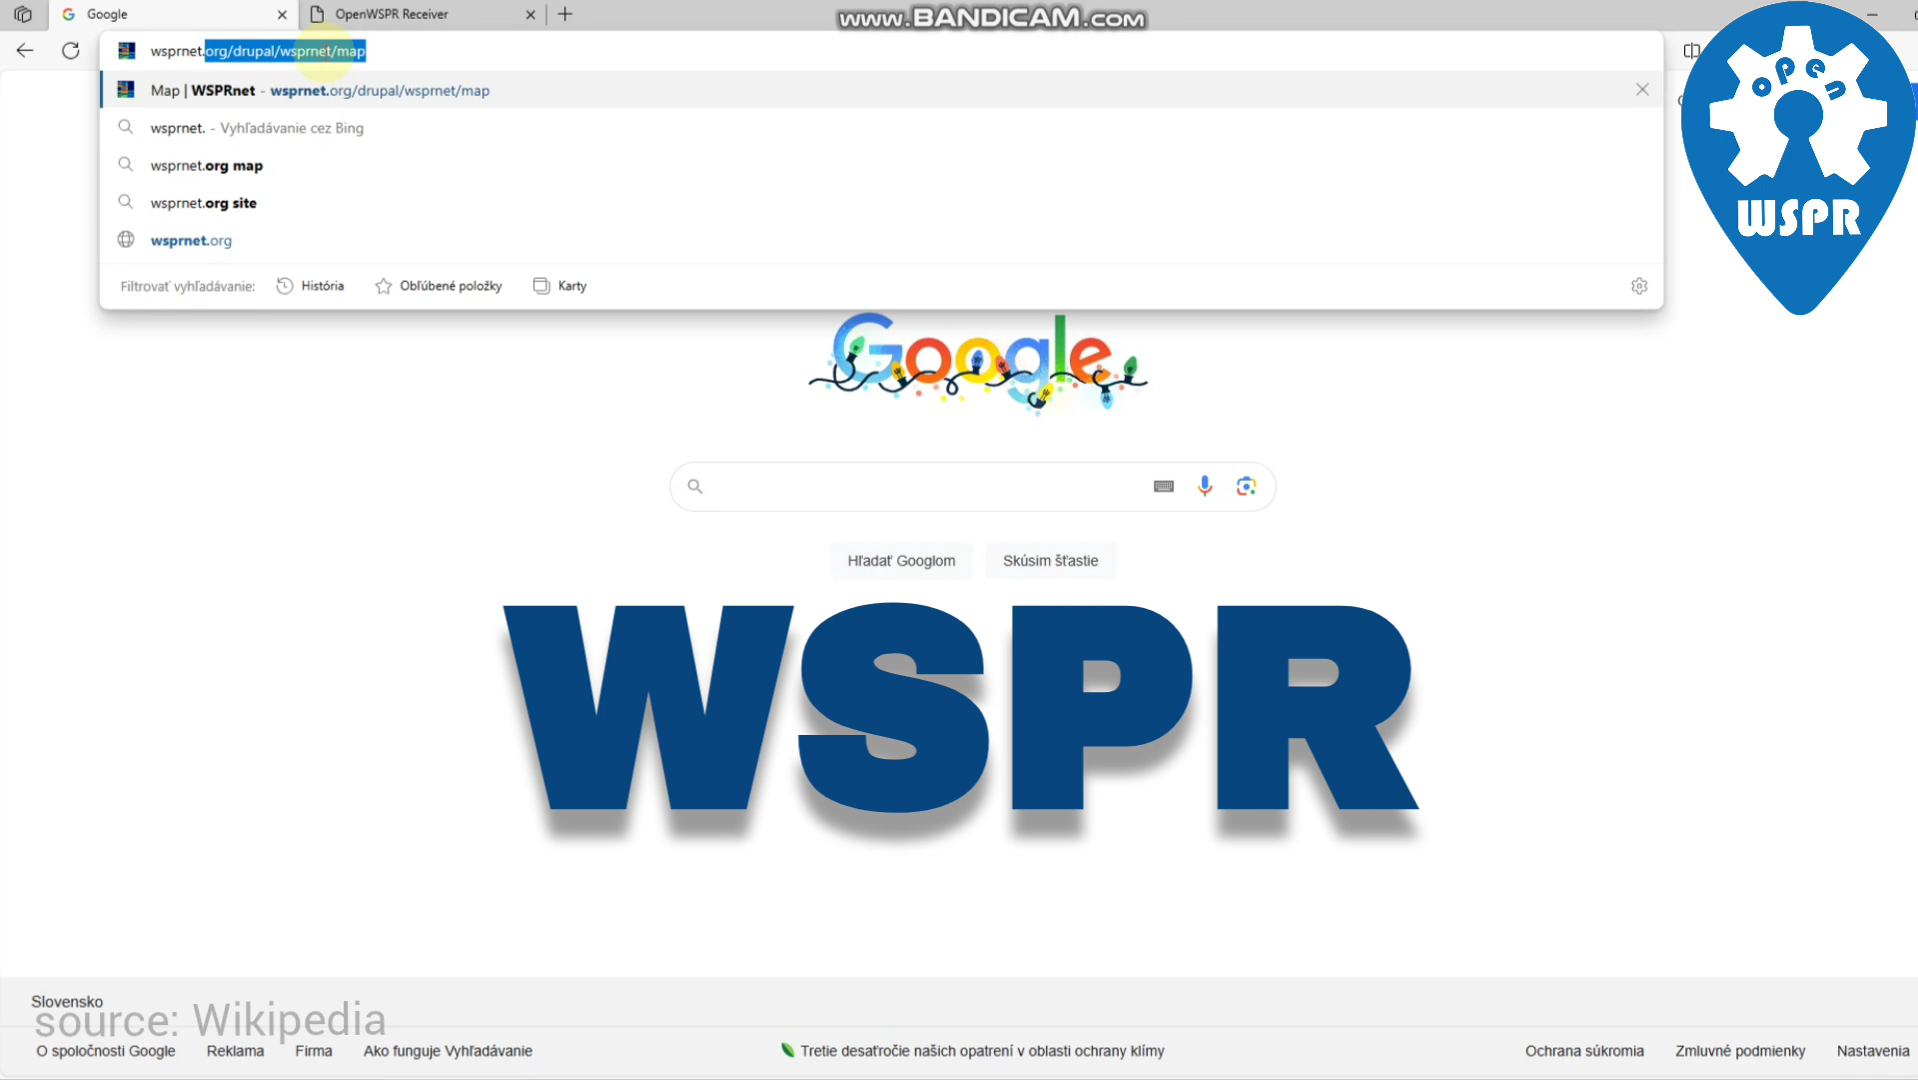 Google
OpenWSPR Receiver
www.BANDICAM.com
wsprnet.org/drupal/wsprnet/map
Map | WSPRnet - wsprnet.org/drupal/wsprnet/map
wsprnet. - Vyhľadávanie cez Bing
wsprnet.org map
wsprnet.org site
wsprnet.org
Filtrovať vyhľadávanie:
História
Obľúbené položky
Karty
open
WSPR
Google
Hľadať Googlom
Skúsim šťastie
WSPR
Slovensko
source: Wikipedia
O spoločnosti Google
Reklama
Firma
Ako funguje Vyhľadávanie
Tretie desaťročie našich opatrení v oblasti ochrany klímy
Ochrana súkromia
Zmluvné podmienky
Nastavenia